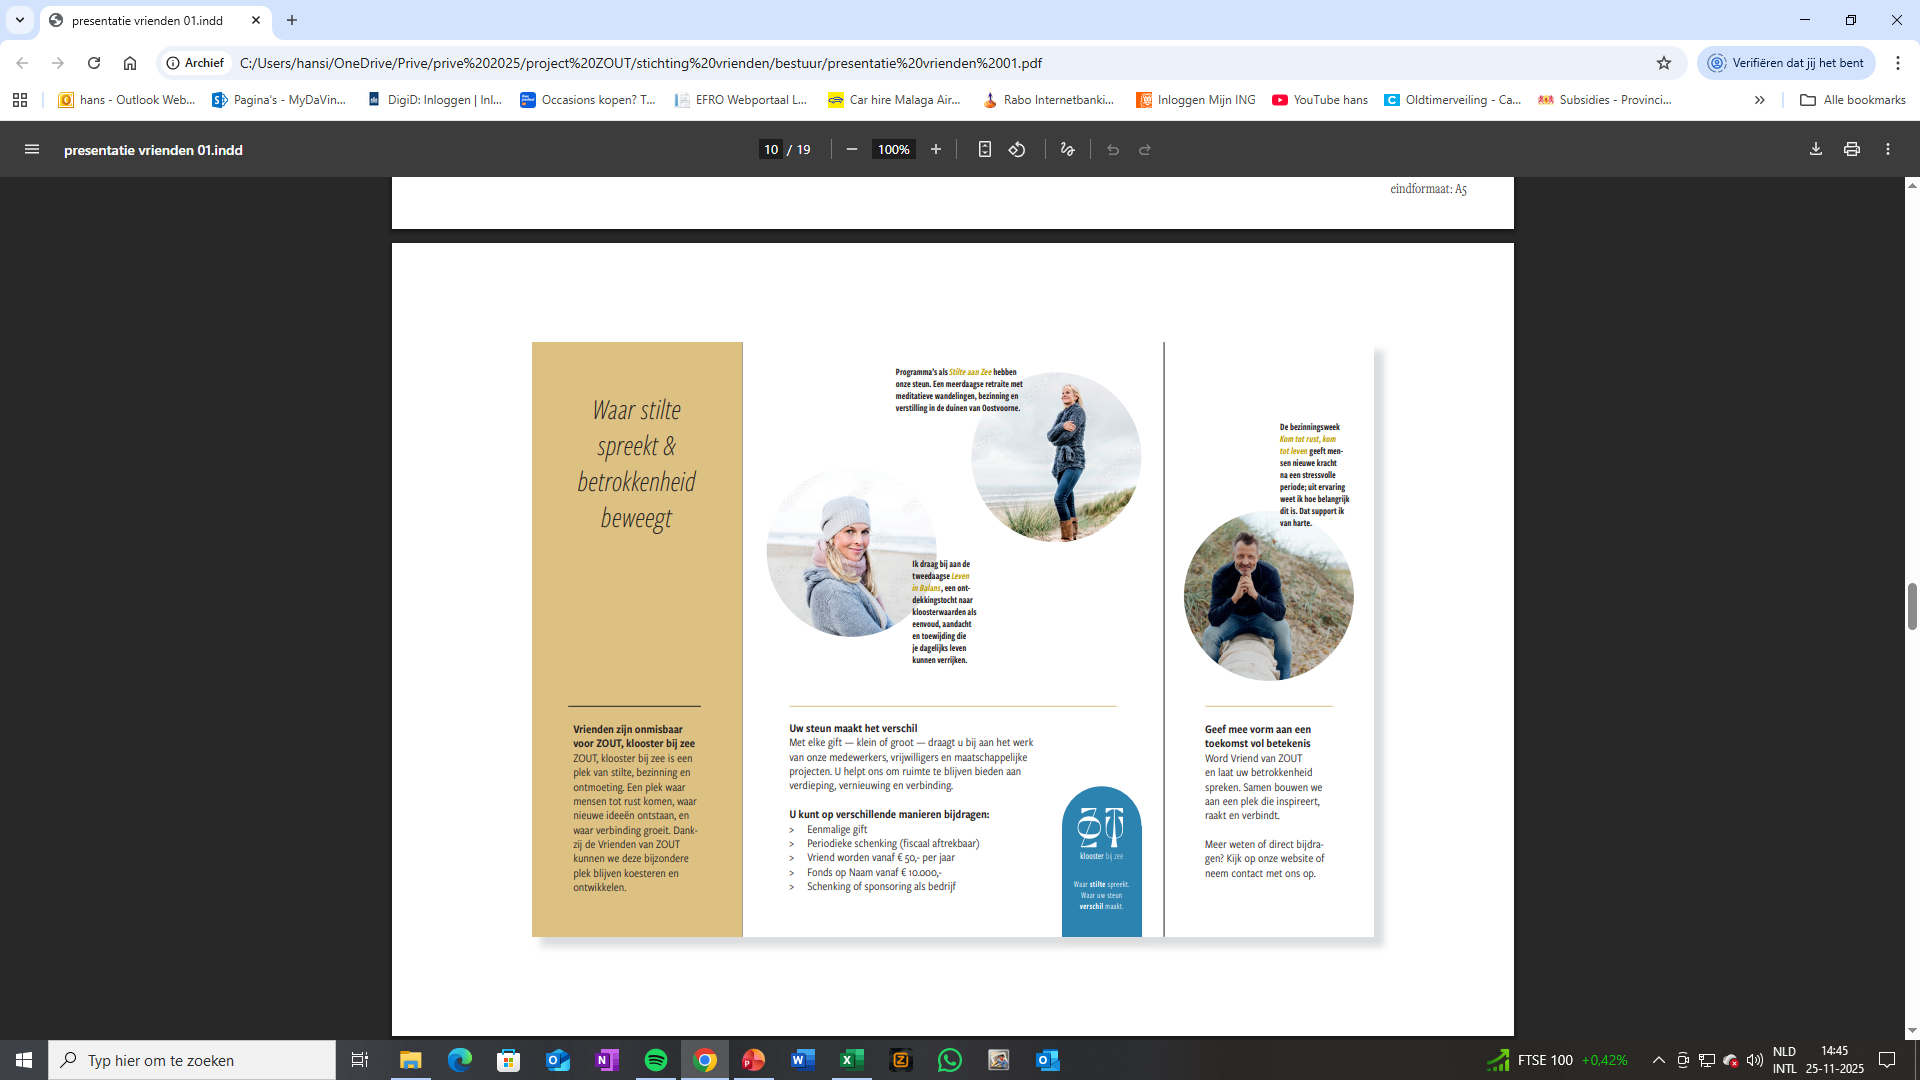 presentatie vrienden 01.indd
Archief
C:/Users/hansi/OneDrive/Prive/prive%202025/project%20ZOUT/stichting%20vrienden/bestuur/presentatie%20vrienden%2001.pdf
Verifiëren dat jij het bent
hans - Outlook Web...
Pagina's - MyDaVin...
DigiD: Inloggen | Inl...
Occasions kopen? T...
EFRO Webportaal L...
Car hire Malaga Air...
Rabo Internetbanki...
Inloggen Mijn ING
YouTube hans
Oldtimerveiling - Ca...
Subsidies - Provinci...
Alle bookmarks
presentatie vrienden 01.indd
10 / 19
100%
eindformaat: A5
Waar stilte
spreekt &
betrokkenheid
beweegt
Vrienden zijn onmisbaar
voor ZOUT, klooster bij zee
ZOUT, klooster bij zee is een
plek van stilte, bezinning en
ontmoeting. Een plek waar
mensen tot rust komen, waar
nieuwe ideeën ontstaan, en
waar verbinding groeit. Dank-
zij de Vrienden van ZOUT
kunnen we deze bijzondere
plek blijven koesteren en
ontwikkelen.
Programma's als Stilte aan Zee hebben
onze steun. Een meerdaagse retraite met
meditatieve wandelingen, bezinning en
verstilling in de duinen van Oostvoorne.
Ik draag bij aan de
tweedaagse Leven
in Balans, een ont-
dekkingstocht naar
kloosterwaarden als
eenvoud, aandacht
en toewijding die
je dagelijks leven
kunnen verrijken.
Uw steun maakt het verschil
Met elke gift — klein of groot — draagt u bij aan het werk
van onze medewerkers, vrijwilligers en maatschappelijke
projecten. U helpt ons om ruimte te blijven bieden aan
verdieping, vernieuwing en verbinding.
U kunt op verschillende manieren bijdragen:
> Eenmalige gift
> Periodieke schenking (fiscaal aftrekbaar)
> Vriend worden vanaf € 50,- per jaar
> Fonds op Naam vanaf € 10.000,-
> Schenking of sponsoring als bedrijf
ZT
klooster bij zee
Waar stilte spreekt.
Waar uw steun
verschil maakt.
De bezinningsweek
Kom tot rust, kom
tot leven geeft men-
sen nieuwe kracht
na een stressvolle
periode; uit ervaring
weet ik hoe belangrijk
dit is. Dat support ik
van harte.
Geef mee vorm aan een
toekomst vol betekenis
Word Vriend van ZOUT
en laat uw betrokkenheid
spreken. Samen bouwen we
aan een plek die inspireert,
raakt en verbindt.
Meer weten of direct bijdra-
gen? Kijk op onze website of
neem contact met ons op.
Typ hier om te zoeken
FTSE 100 +0,42%
NLD
INTL
14:45
25-11-2025